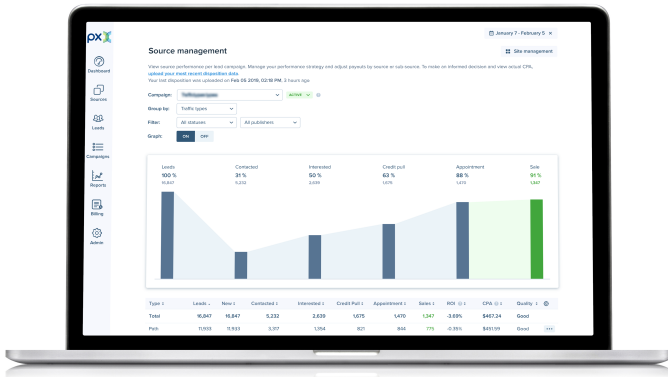 px
January 7 - February 5 ×
Source management
Site management
View source performance per lead campaign. Manage your performance strategy and adjust payouts by source or sub-source. To make an informed decision and view actual CPA,
upload your most recent disposition data.
Your last disposition was uploaded on Feb 05 2019, 02:18 PM, 3 hours ago
Dashboard
Sources
Leads
Campaigns
Reports
Billing
Admin
Campaign:
ACTIVE
Group by: Traffic types
Filter: All statuses All publishers
Graph: ON OFF
Leads Contacted Interested Credit pull Appointment Sale
100 % 31 % 50 % 63 % 88 % 91 %
16,847 5,232 2,639 1,675 1,470 1,347
Type Leads New Contacted Interested Credit Pull Appointment Sales ROI CPA Quality
Total 16,847 16,847 5,232 2,639 1,675 1,470 1,347 -3.69% $467.24 Good
Path 11,933 11,933 3,317 1,354 821 844 775 -0.35% $451.59 Good ...